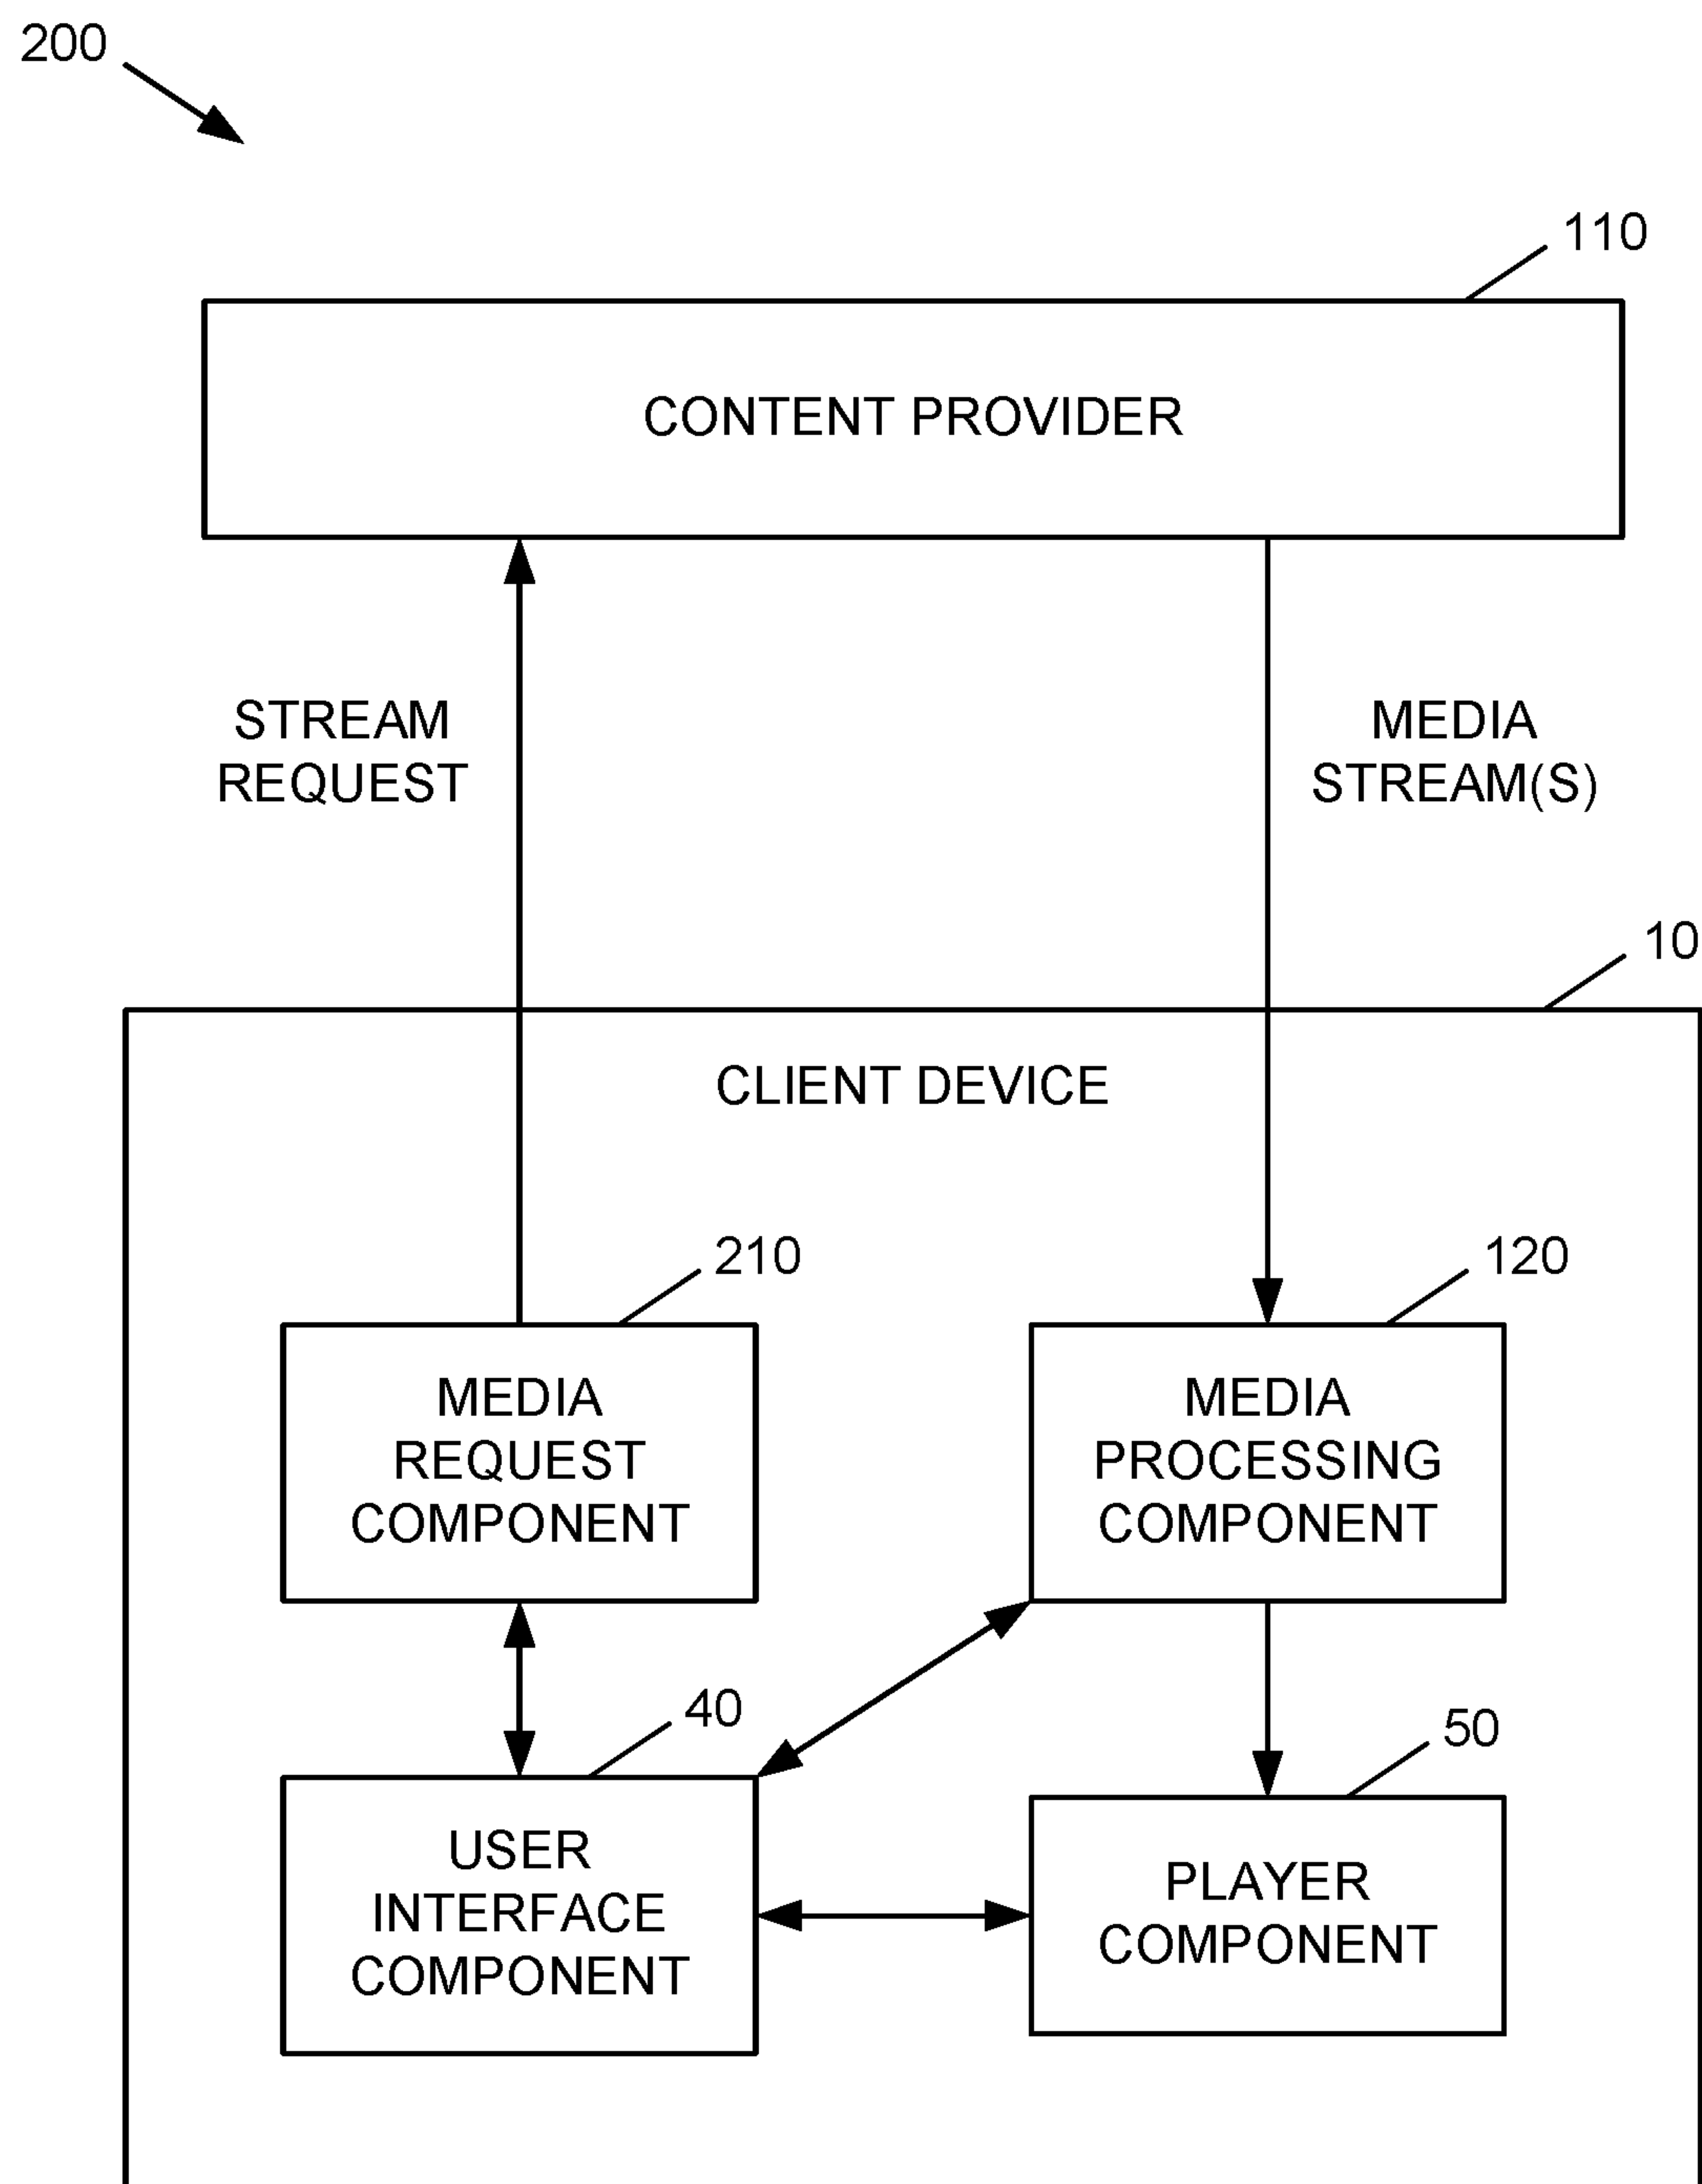 200
110
CONTENT PROVIDER
STREAM
REQUEST
MEDIA
STREAM(S)
10
CLIENT DEVICE
210
120
MEDIA
REQUEST
COMPONENT
MEDIA
PROCESSING
COMPONENT
40
50
USER
INTERFACE
COMPONENT
PLAYER
COMPONENT